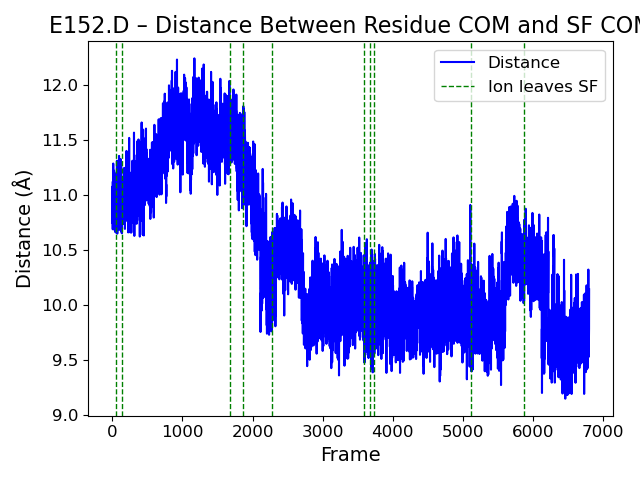 E152.D – Distance Between Residue COM and SF COM
Distance
Ion leaves SF
Distance (Å)
12.0
11.5
11.0
10.5
10.0
9.5
9.0
0 1000 2000 3000 4000 5000 6000 7000
Frame